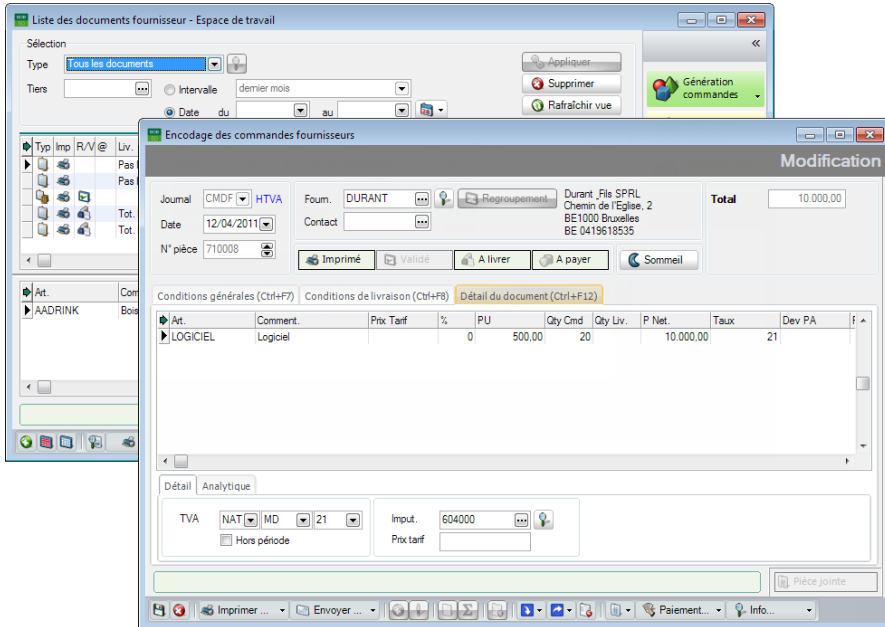 Liste des documents fournisseur - Espace de travail
Sélection
Type Tous les documents
Appliquer
Tiers
Intervalle dernier mois
Supprimer
Date du au
Rafraîchir vue
Génération commandes
Typ Imp R/V @ Liv.
Pas
Pas
Tot.
Tot.
Art. Com
AADRINK Bois
Encodage des commandes fournisseurs
Modification
Journal CMDF HTVA
Date 12/04/2011
N° pièce 710008
Fourn. DURANT
Regroupement
Contact
Durant ,Fils SPRL
Chemin de l'Eglise, 2
BE1000 Bruxelles
BE 0419618535
Total 10.000,00
Imprimé Validé A livrer A payer Sommeil
Conditions générales (Ctrl+F7) Conditions de livraison (Ctrl+F8) Détail du document (Ctrl+F12)
Art. Comment. Prix Tarif % PU Qty Cmd Qty Liv. P Net. Taux Dev PA
LOGICIEL Logiciel 0 500,00 20 10.000,00 21
Détail Analytique
TVA NAT MD 21
Hors période
Imput. 604000
Prix tarif
Pièce jointe
Imprimer ... Envoyer ... Paiement... Info...